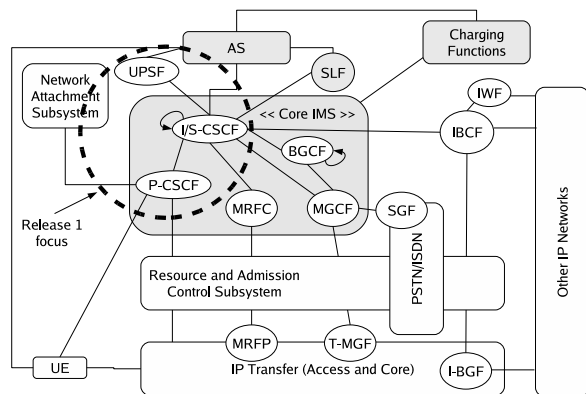 AS
Charging
Functions
UPSF
SLF
Network
Attachment
Subsystem
IWF
<< Core IMS >>
I/S-CSCF
IBCF
BGCF
P-CSCF
MRFC
MGCF
SGF
Release 1
focus
Other IP Networks
PSTN/ISDN
Resource and Admission
Control Subsystem
MRFP
T-MGF
UE
IP Transfer (Access and Core)
I-BGF